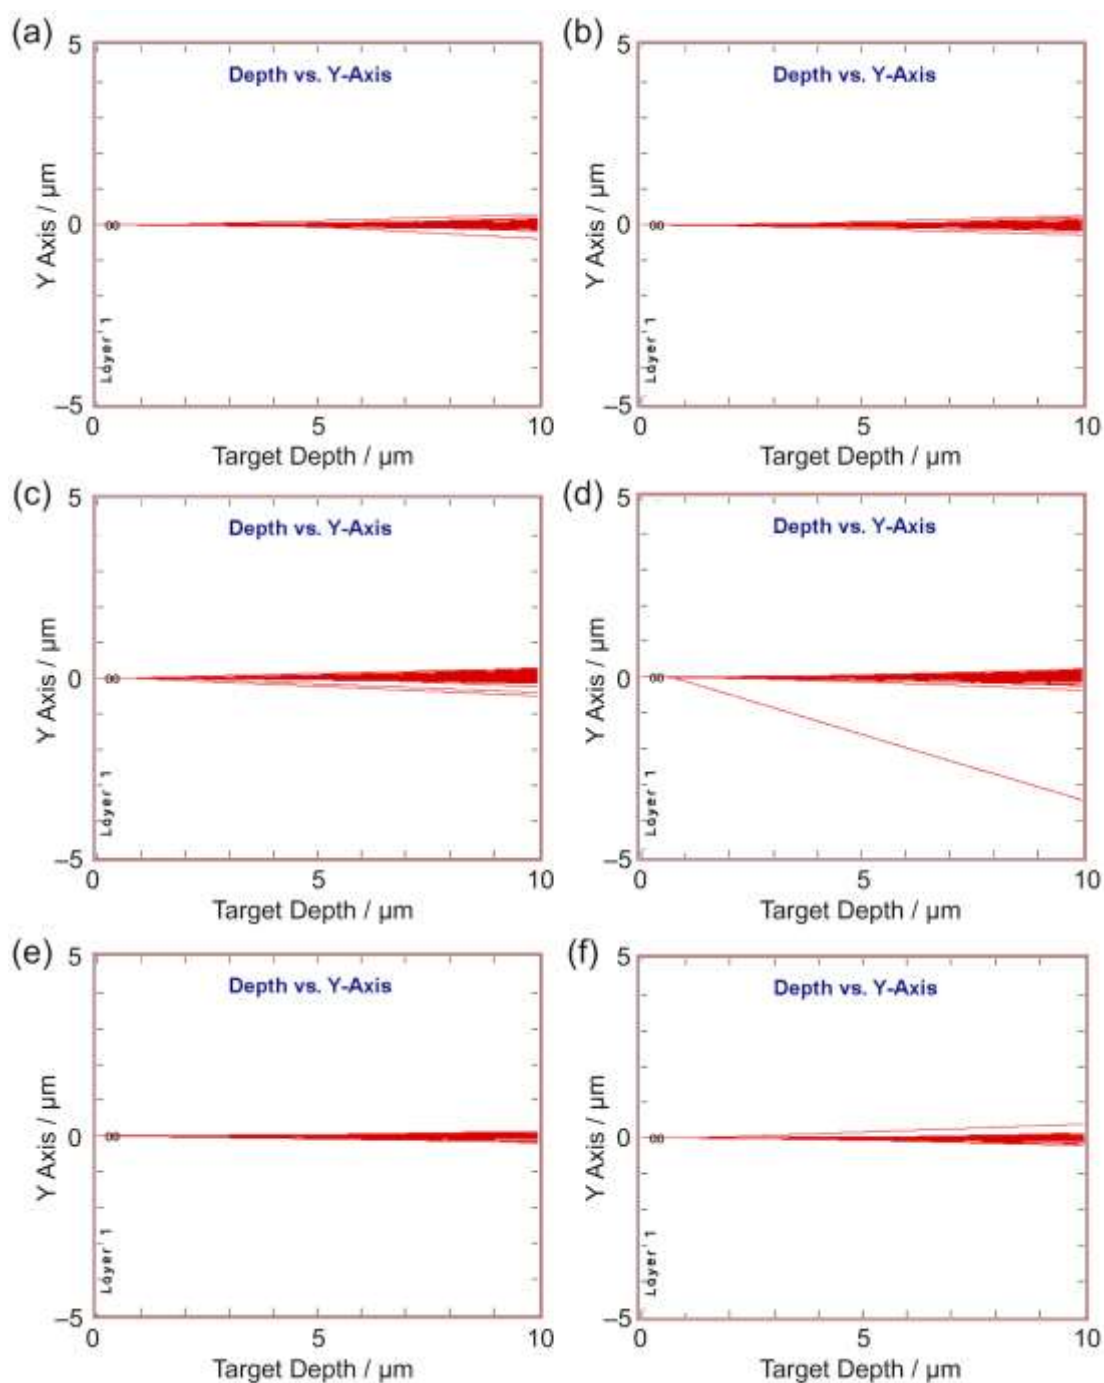 (a)
5
Depth vs. Y-Axis
Y Axis / µm
0
Layer 1
–5
0
5
10
Target Depth / µm
(b)
5
Depth vs. Y-Axis
Y Axis / µm
0
Layer 1
–5
0
5
10
Target Depth / µm
(c)
5
Depth vs. Y-Axis
Y Axis / µm
0
Layer 1
–5
0
5
10
Target Depth / µm
(d)
5
Depth vs. Y-Axis
Y Axis / µm
0
Layer 1
–5
0
5
10
Target Depth / µm
(e)
5
Depth vs. Y-Axis
Y Axis / µm
0
Layer 1
–5
0
5
10
Target Depth / µm
(f)
5
Depth vs. Y-Axis
Y Axis / µm
0
Layer 1
–5
0
5
10
Target Depth / µm